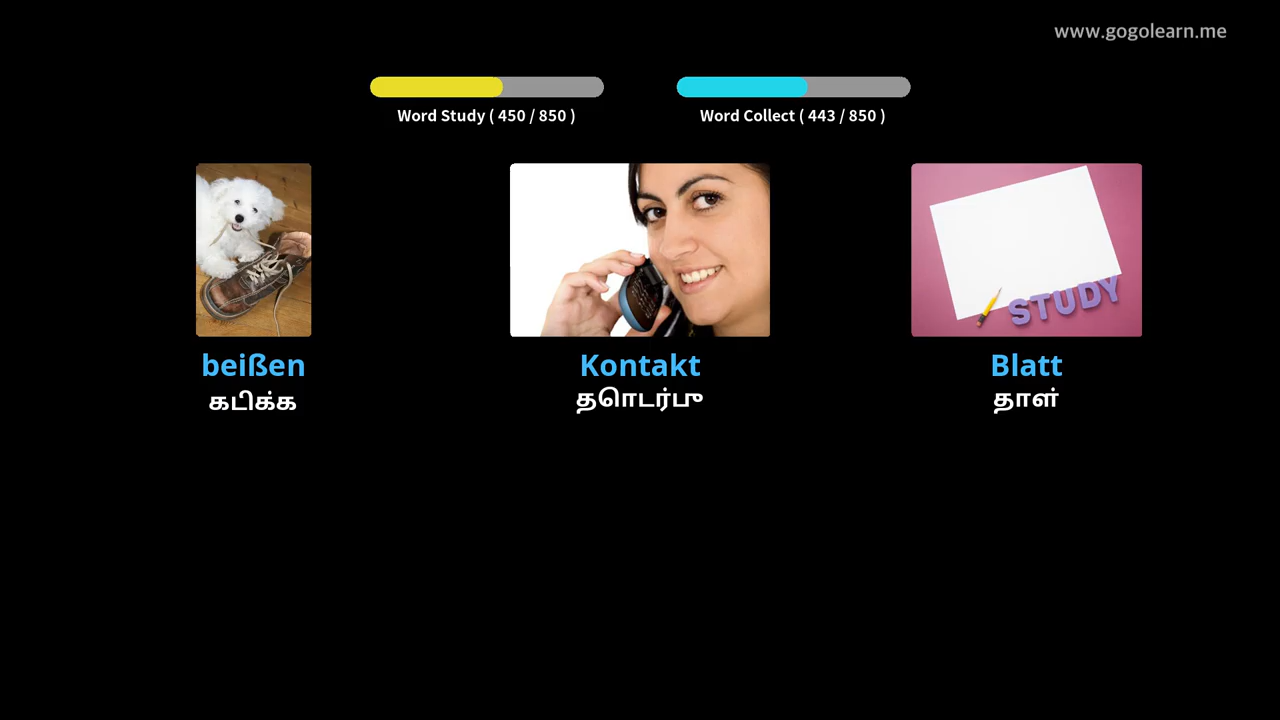 www.gogolearn.me
Word Study ( 450 / 850 )
Word Collect ( 443 / 850 )
STUDY
beißen
Kontakt
Blatt
கடிக்க
தொடர்பு
தாள்